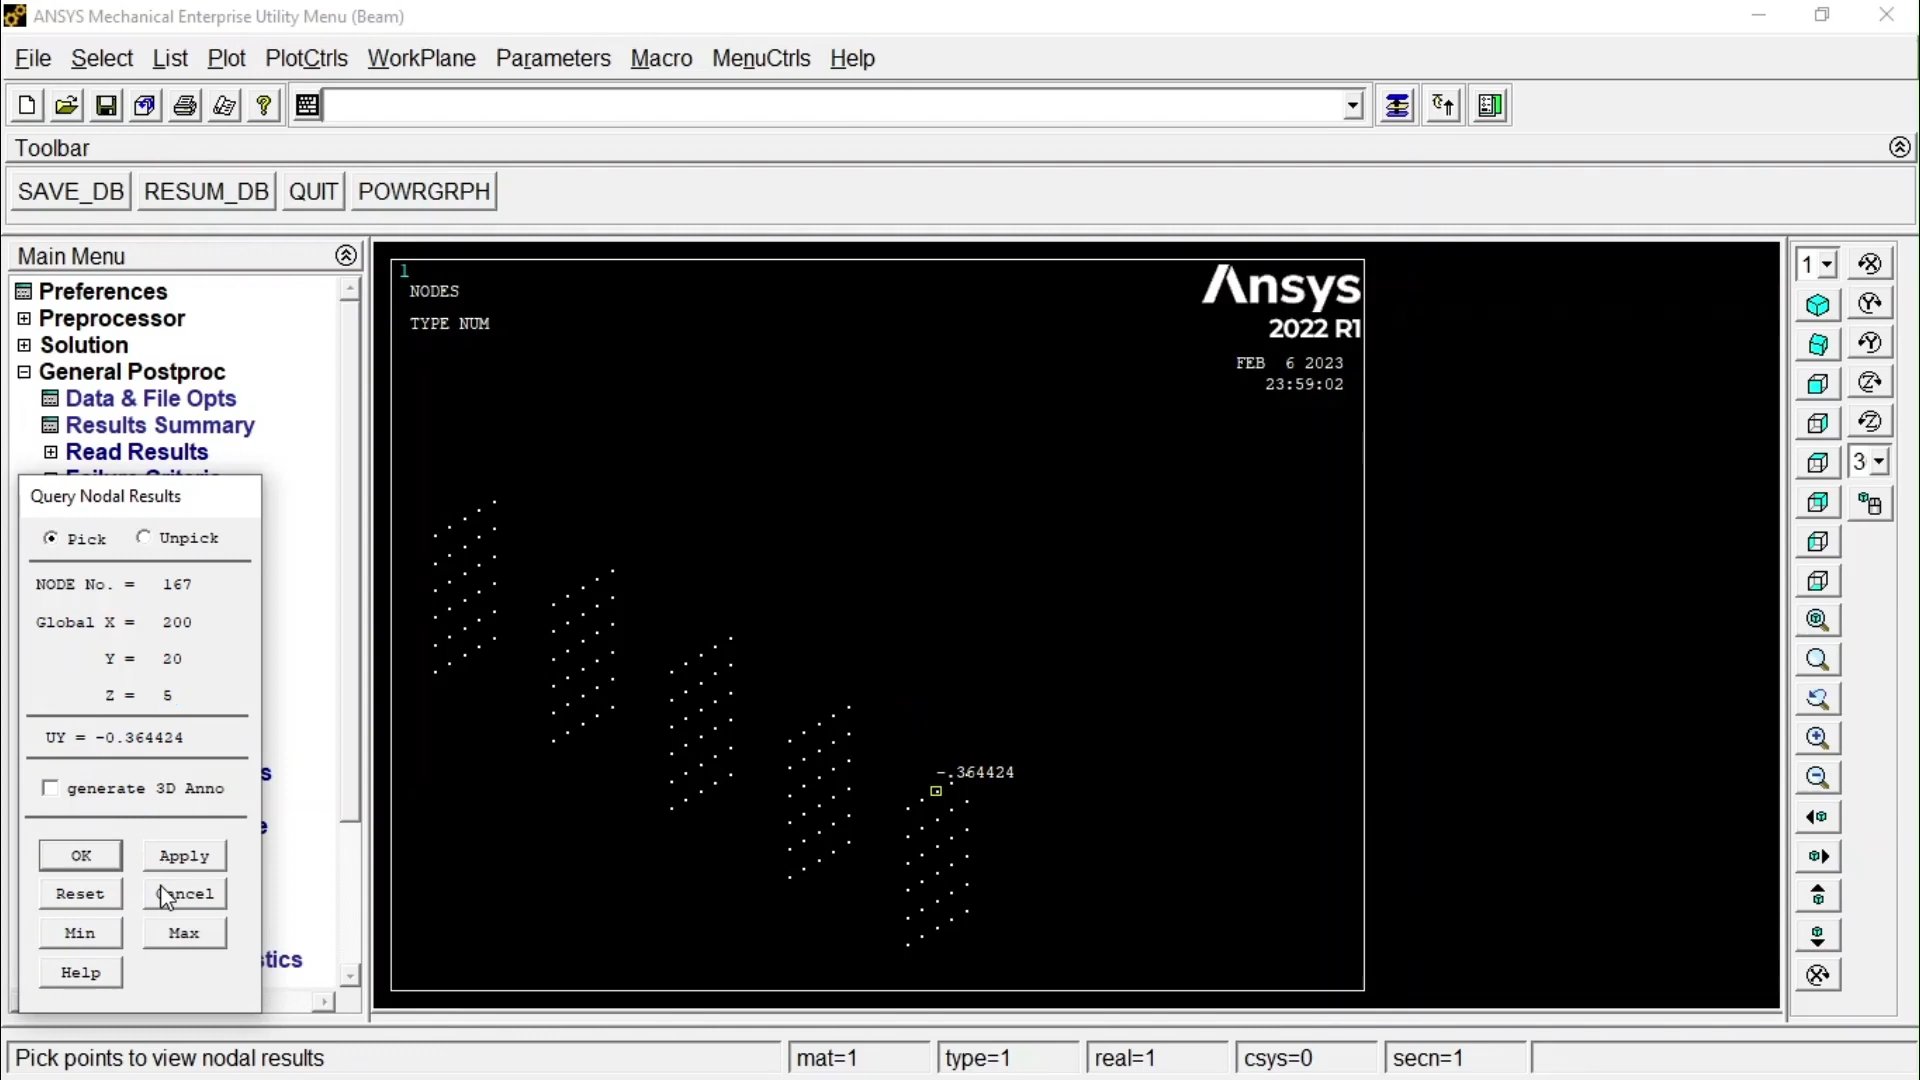 ANSYS Mechanical Enterprise Utility Menu (Beam)
File Select List Plot PlotCtrls WorkPlane Parameters Macro MenuCtrls Help
Toolbar
SAVE_DB RESUM_DB QUIT POWRGRPH
Main Menu
Preferences
Preprocessor
Solution
General Postproc
Data & File Opts
Results Summary
Read Results
Query Nodal Results
Pick Unpick
NODE No. = 167
Global X = 200
Y = 20
Z = 5
UY = -0.364424
generate 3D Anno
OK Apply
Reset Cancel
Min Max
Help
s
e
stics
1
NODES
TYPE NUM
Ansys
2022 R1
FEB 6 2023
23:59:02
-.364424
1
3
Pick points to view nodal results
mat=1 type=1 real=1 csys=0 secn=1